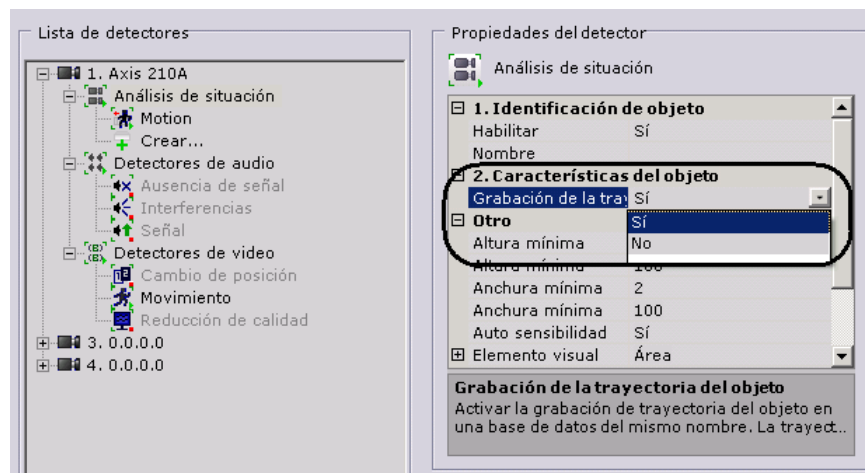 Lista de detectores
1. Axis 210A
Análisis de situación
Motion
Crear...
Detectores de audio
Ausencia de señal
Interferencias
Señal
Detectores de video
Cambio de posición
Movimiento
Reducción de calidad
3. 0.0.0.0
4. 0.0.0.0
Propiedades del detector
Análisis de situación
1. Identificación de objeto
Habilitar Sí
Nombre
2. Características del objeto
Grabación de la tray Sí
Sí
No
Otro
Altura mínima
Altura mínima 100
Anchura mínima 2
Anchura mínima 100
Auto sensibilidad Sí
Elemento visual Área
Grabación de la trayectoria del objeto
Activar la grabación de trayectoria del objeto en
una base de datos del mismo nombre. La trayect..